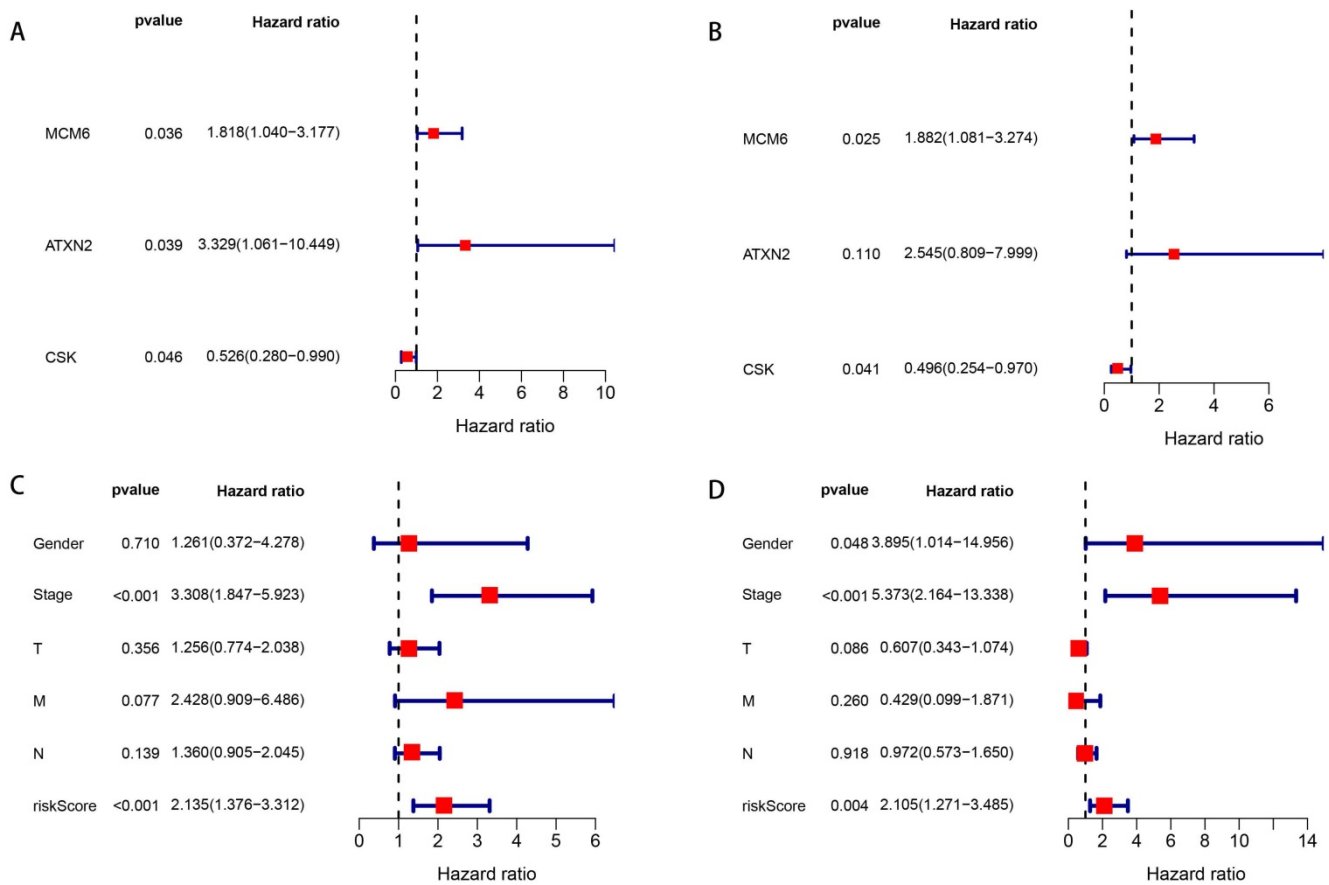 A
pvalue Hazard ratio
MCM6 0.036 1.818(1.040−3.177)
ATXN2 0.039 3.329(1.061−10.449)
CSK 0.046 0.526(0.280−0.990)
0 2 4 6 8 10
Hazard ratio
B
pvalue Hazard ratio
MCM6 0.025 1.882(1.081−3.274)
ATXN2 0.110 2.545(0.809−7.999)
CSK 0.041 0.496(0.254−0.970)
0 2 4 6
Hazard ratio
C
pvalue Hazard ratio
Gender 0.710 1.261(0.372−4.278)
Stage <0.001 3.308(1.847−5.923)
T 0.356 1.256(0.774−2.038)
M 0.077 2.428(0.909−6.486)
N 0.139 1.360(0.905−2.045)
riskScore <0.001 2.135(1.376−3.312)
0 1 2 3 4 5 6
Hazard ratio
D
pvalue Hazard ratio
Gender 0.048 3.895(1.014−14.956)
Stage <0.001 5.373(2.164−13.338)
T 0.086 0.607(0.343−1.074)
M 0.260 0.429(0.099−1.871)
N 0.918 0.972(0.573−1.650)
riskScore 0.004 2.105(1.271−3.485)
0 2 4 6 8 10 14
Hazard ratio